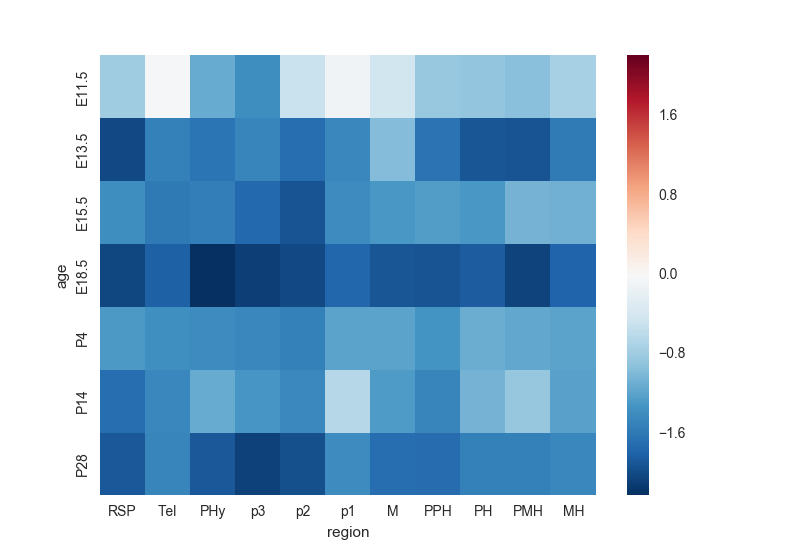 E11.5
E13.5
E15.5
E18.5
P4
P14
P28
age
RSP Tel PHy p3 p2 p1 M PPH PH PMH MH
region
1.6
0.8
0.0
−0.8
−1.6